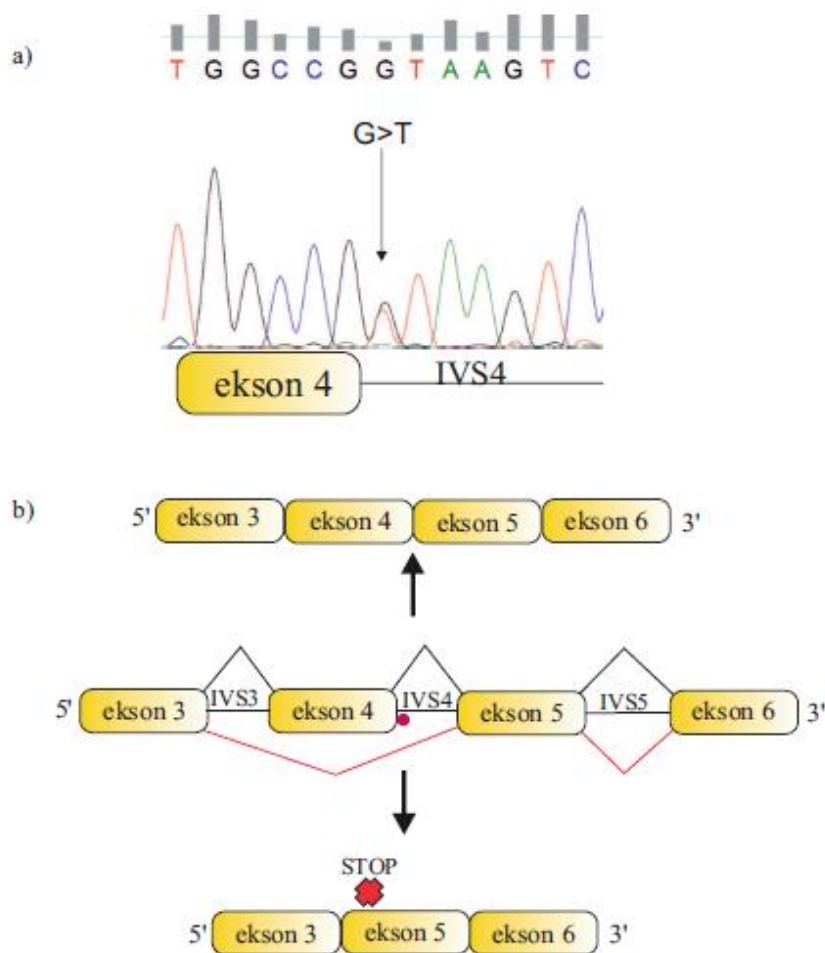 a)
T G G C C G G T A A G T C
G>T
ekson 4 IVS4
b)
5' ekson 3 ekson 4 ekson 5 ekson 6 3'
5' ekson 3 IVS3 ekson 4 IVS4 ekson 5 IVS5 ekson 6 3'
STOP
5' ekson 3 ekson 5 ekson 6 3'